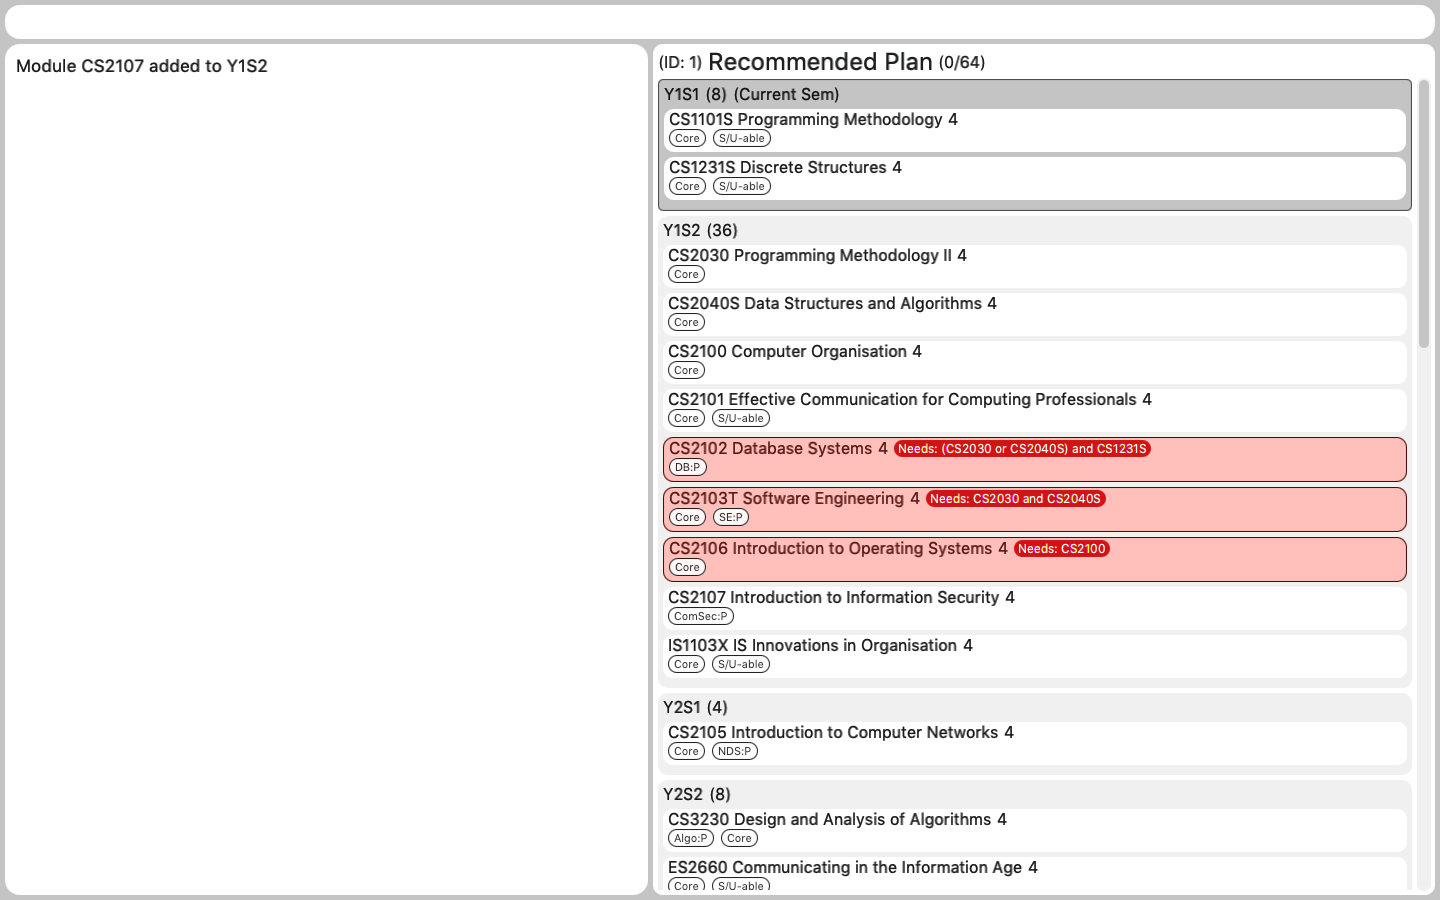 Module CS2107 added to Y1S2
(ID: 1) Recommended Plan (0/64)
Y1S1 (8) (Current Sem)
CS1101S Programming Methodology 4
Core S/U-able
CS1231S Discrete Structures 4
Core S/U-able
Y1S2 (36)
CS2030 Programming Methodology II 4
Core
CS2040S Data Structures and Algorithms 4
Core
CS2100 Computer Organisation 4
Core
CS2101 Effective Communication for Computing Professionals 4
Core S/U-able
CS2102 Database Systems 4 Needs: (CS2030 or CS2040S) and CS1231S
DB:P
CS2103T Software Engineering 4 Needs: CS2030 and CS2040S
Core SE:P
CS2106 Introduction to Operating Systems 4 Needs: CS2100
Core
CS2107 Introduction to Information Security 4
ComSec:P
IS1103X IS Innovations in Organisation 4
Core S/U-able
Y2S1 (4)
CS2105 Introduction to Computer Networks 4
Core NDS:P
Y2S2 (8)
CS3230 Design and Analysis of Algorithms 4
Algo:P Core
ES2660 Communicating in the Information Age 4
Core S/U-able